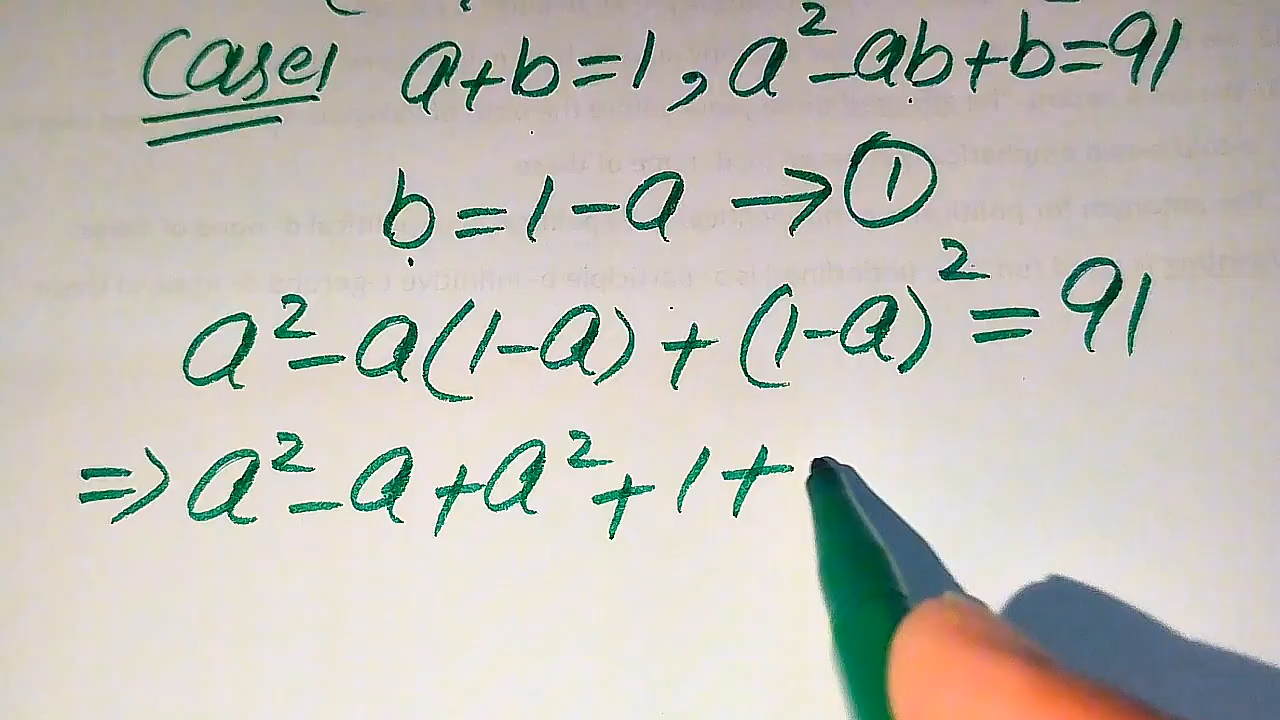 Case1 a+b=1, a²-ab+b=91
b=1-a → ①
a²-a(1-a)+(1-a)²=91
⇒ a²-a+a²+1+